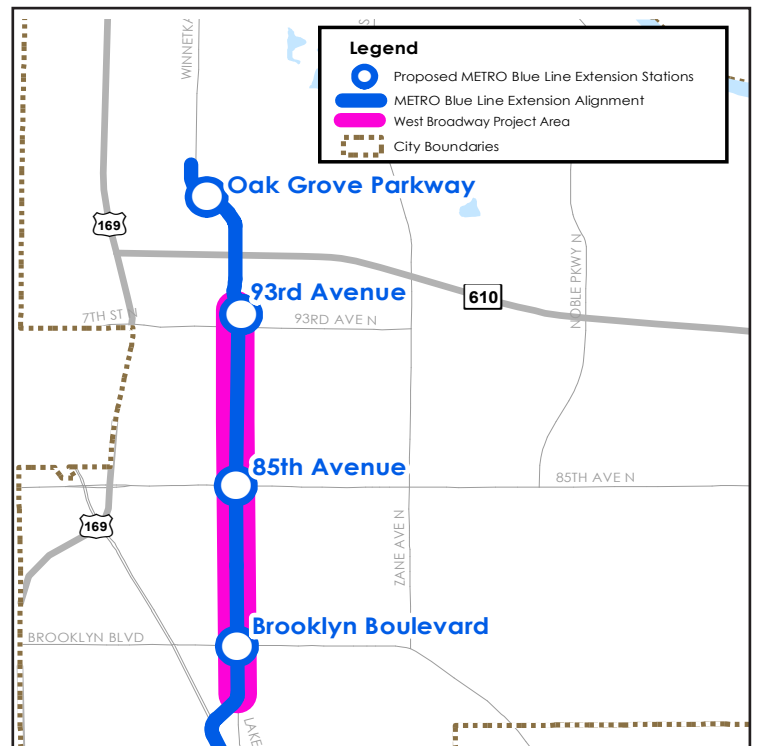 Legend
Proposed METRO Blue Line Extension Stations
METRO Blue Line Extension Alignment
West Broadway Project Area
City Boundaries
WINNETKA
S
Oak Grove Parkway
169
610
NOBLE PKWY N
93rd Avenue
7TH ST N
93RD AVE N
85th Avenue
85TH AVE N
169
ZANE AVE N
Brooklyn Boulevard
BROOKLYN BLVD
LAKE